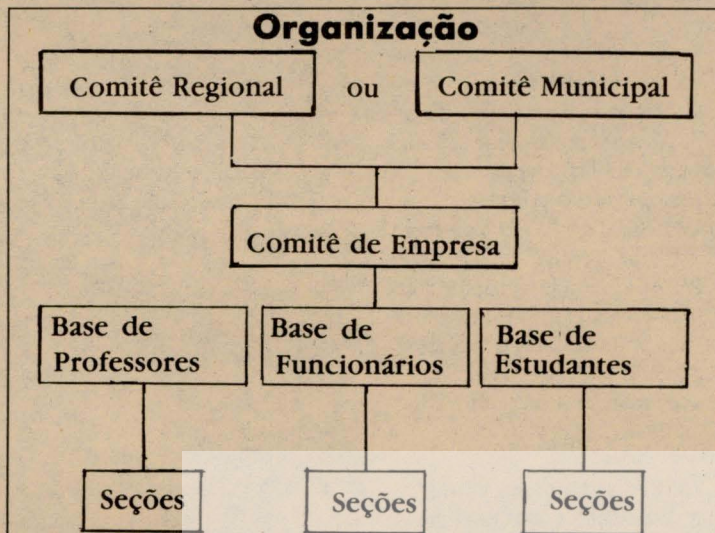 Organização
Comitê Regional ou Comitê Municipal
Comitê de Empresa
Base de Professores
Base de Funcionários
Base de Estudantes
Seções
Seções
Seções